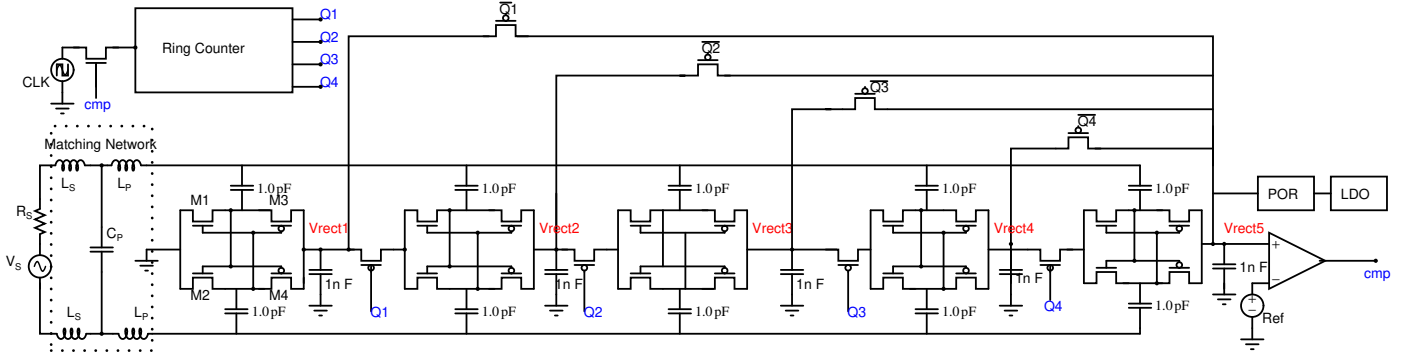 Q1
Q2
Q3
Q4
Ring Counter
CLK
cmp
Q1
Q2
Q3
Q4
Matching Network
LS
LP
RS
CP
VS
LS
LP
1.0pF
1.0pF
1.0pF
1.0pF
1.0pF
M1
M3
M2
M4
Vrect1
Vrect2
Vrect3
Vrect4
Vrect5
1n F
1n F
1n F
1n F
1n F
Q1
Q2
Q3
Q4
1.0pF
1.0pF
1.0pF
1.0pF
1.0pF
POR
LDO
+
−
+
−
Ref
cmp